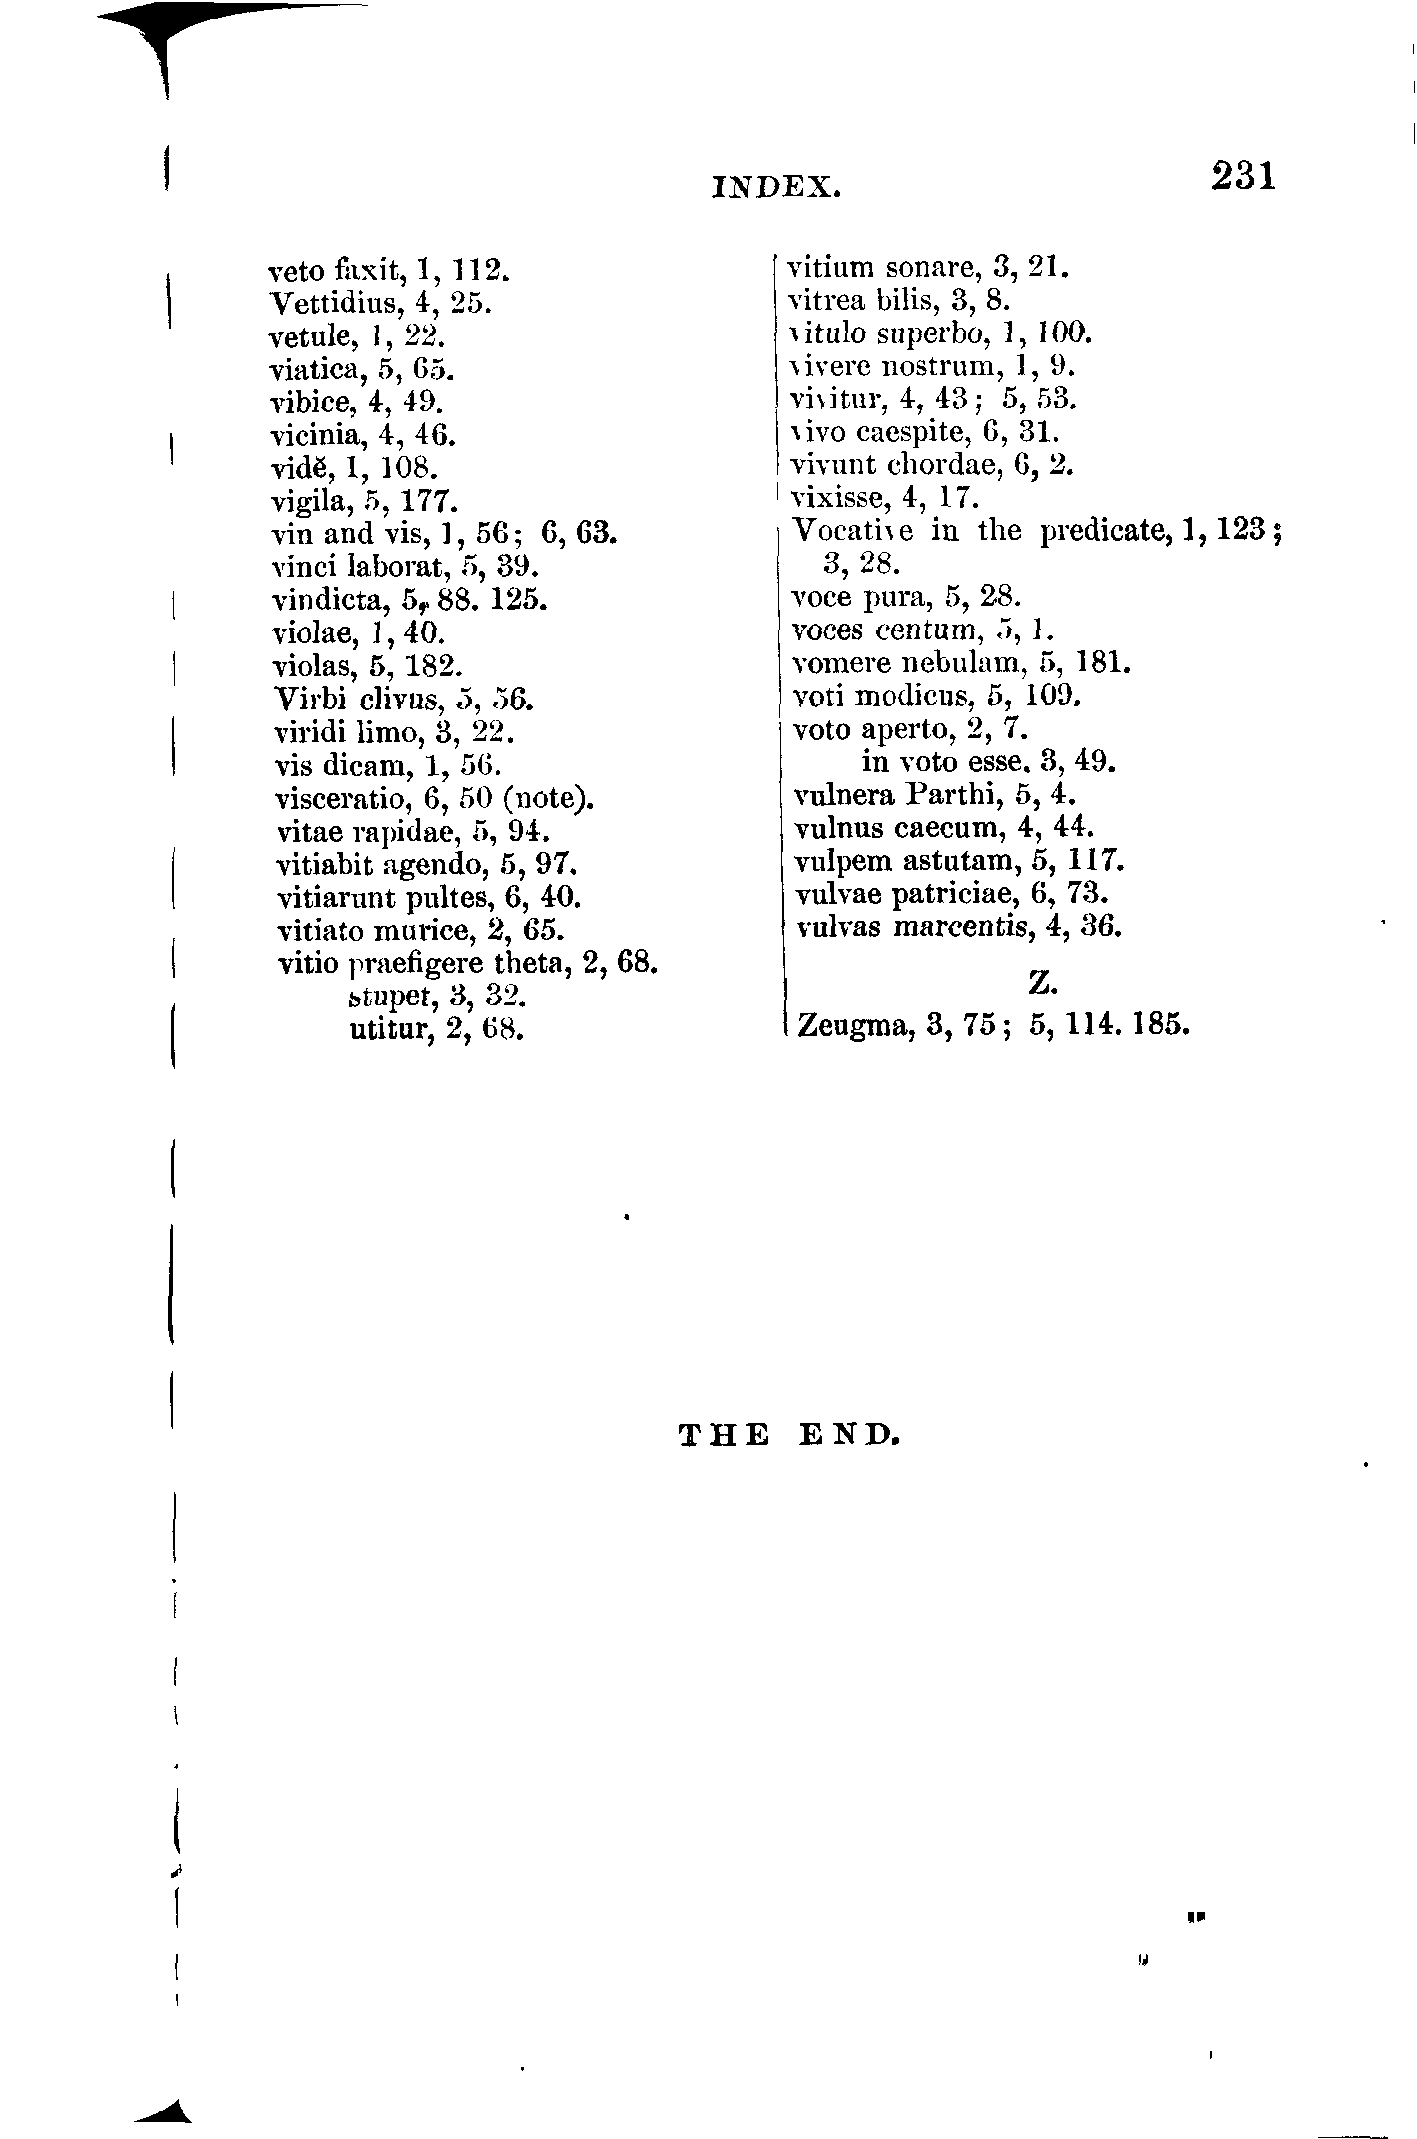 INDEX.
231
veto faxit, 1, 112.
Vettidius, 4, 25.
vetule, 1, 22.
viatica, 5, 65.
vibice, 4, 49.
vicinia, 4, 46.
vidĕ, 1, 108.
vigila, 5, 177.
vin and vis, 1, 56; 6, 63.
vinci laborat, 5, 39.
vindicta, 5, 88. 125.
violae, 1, 40.
violas, 5, 182.
Virbi clivus, 5, 56.
viridi limo, 3, 22.
vis dicam, 1, 56.
visceratio, 6, 50 (note).
vitae rapidae, 5, 94.
vitiabit agendo, 5, 97.
vitiarunt pultes, 6, 40.
vitiato murice, 2, 65.
vitio praefigere theta, 2, 68.
stupet, 3, 32.
utitur, 2, 68.
vitium sonare, 3, 21.
vitrea bilis, 3, 8.
vitulo superbo, 1, 100.
vivere nostrum, 1, 9.
vivitur, 4, 43; 5, 53.
vivo caespite, 6, 31.
vivunt chordae, 6, 2.
vixisse, 4, 17.
Vocative in the predicate, 1, 123;
3, 28.
voce pura, 5, 28.
voces centum, 5, 1.
vomere nebulam, 5, 181.
voti modicus, 5, 109.
voto aperto, 2, 7.
in voto esse. 3, 49.
vulnera Parthi, 5, 4.
vulnus caecum, 4, 44.
vulpem astutam, 5, 117.
vulvae patriciae, 6, 73.
vulvas marcentis, 4, 36.
Z.
Zeugma, 3, 75; 5, 114. 185.
THE END.